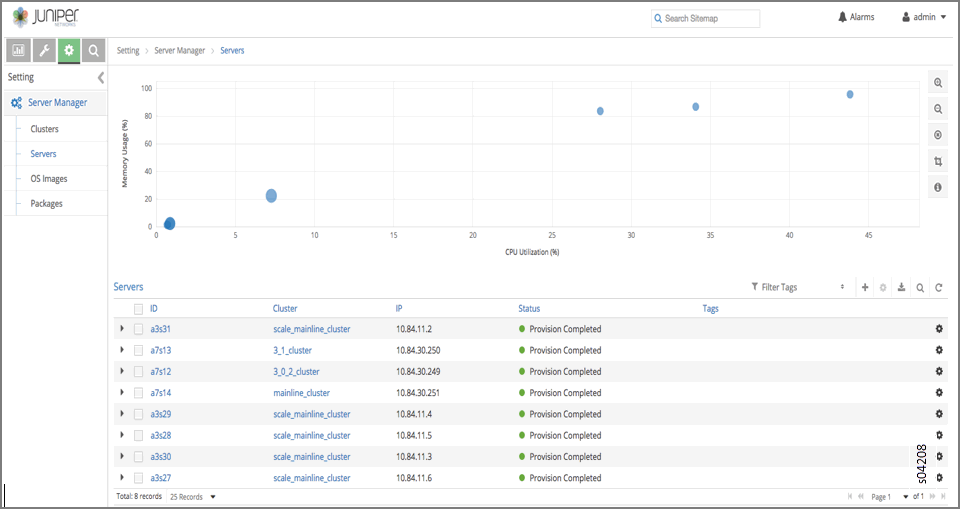 JUNIPER
NETWORKS
Search Sitemap
Alarms
admin
Setting > Server Manager > Servers
Setting
Server Manager
Clusters
Servers
OS Images
Packages
Memory Usage (%)
100
80
60
40
20
0
0 5 10 15 20 25 30 35 40 45
CPU Utilization (%)
Servers
Filter Tags
ID Cluster IP Status Tags
a3s31 scale_mainline_cluster 10.84.11.2 Provision Completed
a7s13 3_1_cluster 10.84.30.250 Provision Completed
a7s12 3_0_2_cluster 10.84.30.249 Provision Completed
a7s14 mainline_cluster 10.84.30.251 Provision Completed
a3s29 scale_mainline_cluster 10.84.11.4 Provision Completed
a3s28 scale_mainline_cluster 10.84.11.5 Provision Completed
a3s30 scale_mainline_cluster 10.84.11.3 Provision Completed
a3s27 scale_mainline_cluster 10.84.11.6 Provision Completed
s04208
Total: 8 records 25 Records Page 1 of 1